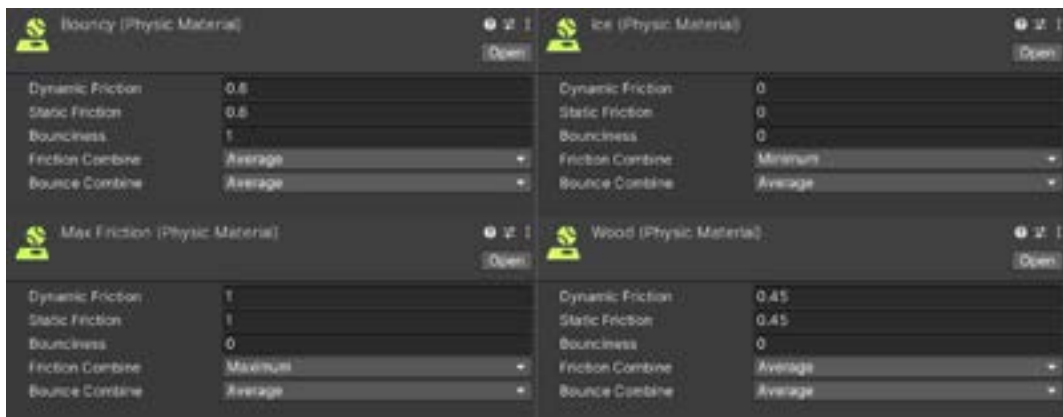 Bouncy (Physic Material)
Open
Dynamic Friction 0.6
Static Friction 0.6
Bounciness 1
Friction Combine Average
Bounce Combine Average
Ice (Physic Material)
Open
Dynamic Friction 0
Static Friction 0
Bounciness 0
Friction Combine Minimum
Bounce Combine Average
Max Friction (Physic Material)
Open
Dynamic Friction 1
Static Friction 1
Bounciness 0
Friction Combine Maximum
Bounce Combine Average
Wood (Physic Material)
Open
Dynamic Friction 0.45
Static Friction 0.45
Bounciness 0
Friction Combine Average
Bounce Combine Average